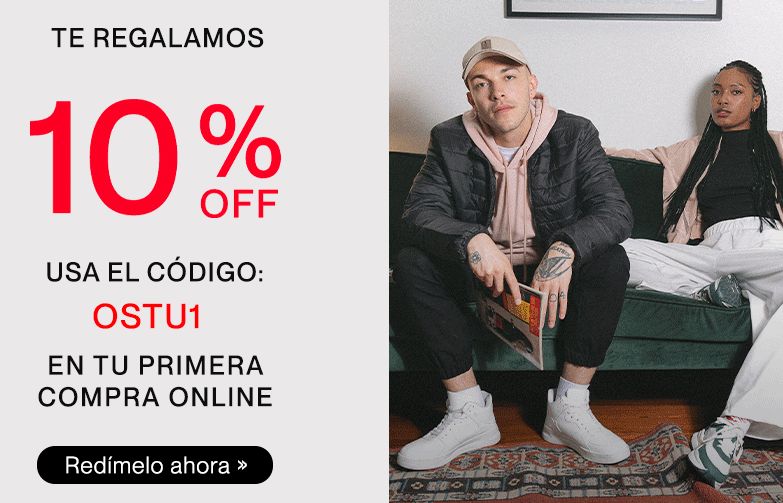 TE REGALAMOS
10%
OFF
USA EL CÓDIGO:
OSTU1
EN TU PRIMERA
COMPRA ONLINE
Redímelo ahora »